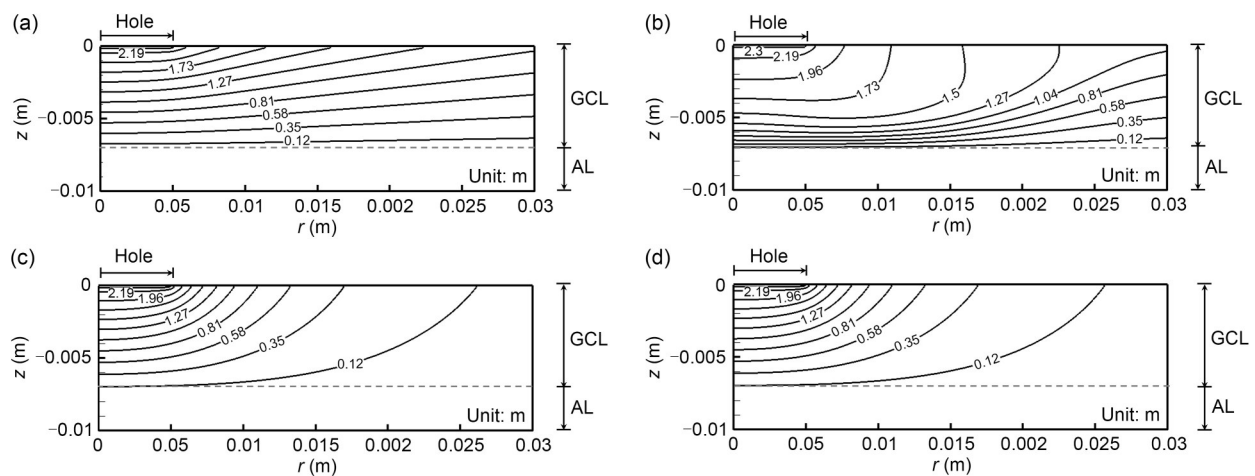 (a)
Hole
0
2.19
1.73
1.27
0.81
0.58
0.35
0.12
−0.005
−0.01
z (m)
GCL
AL
Unit: m
0 0.05 0.01 0.015 0.002 0.025 0.03
r (m)
(b)
Hole
0
2.3
2.19
1.96
1.73
1.5
1.27
1.04
0.81
0.58
0.35
0.12
−0.005
−0.01
z (m)
GCL
AL
Unit: m
0 0.05 0.01 0.015 0.002 0.025 0.03
r (m)
(c)
Hole
0
2.19 1.96
1.27
0.81
0.58
0.35
0.12
−0.005
−0.01
z (m)
GCL
AL
Unit: m
0 0.05 0.01 0.015 0.002 0.025 0.03
r (m)
(d)
Hole
0
2.19 1.96
1.27
0.81
0.58
0.35
0.12
−0.005
−0.01
z (m)
GCL
AL
Unit: m
0 0.05 0.01 0.015 0.002 0.025 0.03
r (m)